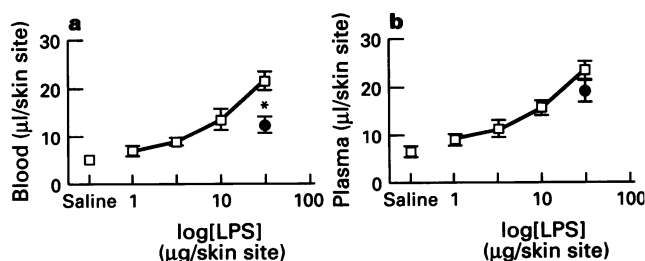 a
30
20
10
0
Blood (μl/skin site)
*
Saline 1 10 100
log[LPS]
(μg/skin site)
b
30
20
10
0
Plasma (μl/skin site)
Saline 1 10 100
log[LPS]
(μg/skin site)